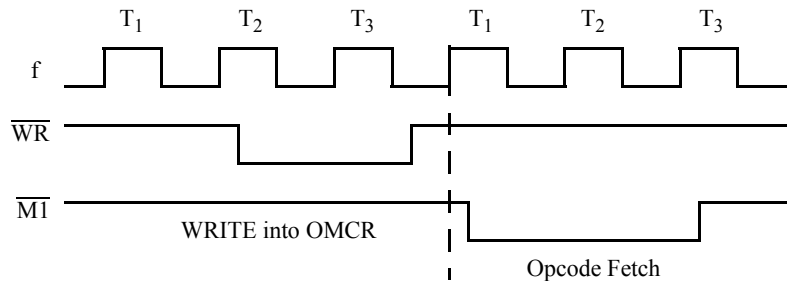 T1 T2 T3 T1 T2 T3
f
WR
M1
WRITE into OMCR
Opcode Fetch